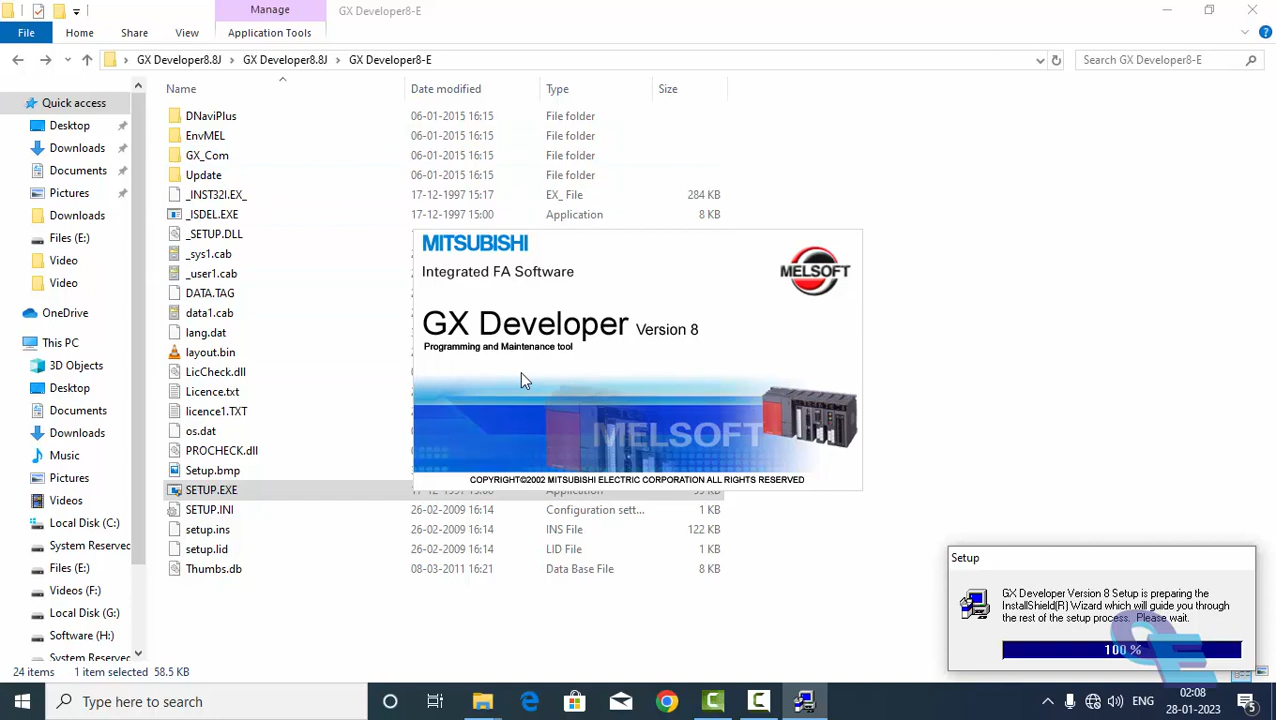 Manage
GX Developer8-E
File
Home
Share
View
Application Tools
GX Developer8.8J
GX Developer8.8J
GX Developer8-E
Search GX Developer8-E
Name
Date modified
Type
Size
Quick access
Desktop
Downloads
Documents
Pictures
Downloads
Files (E:)
Video
Video
OneDrive
This PC
3D Objects
Desktop
Documents
Downloads
Music
Pictures
Videos
Local Disk (C:)
System Reserved
Files (E:)
Videos (F:)
Local Disk (G:)
Software (H:)
System Reserved
DNaviPlus 06-01-2015 16:15 File folder
EnvMEL 06-01-2015 16:15 File folder
GX_Com 06-01-2015 16:15 File folder
Update 06-01-2015 16:15 File folder
_INST32I.EX_ 17-12-1997 15:17 EX_ File 284 KB
_ISDEL.EXE 17-12-1997 15:00 Application 8 KB
_SETUP.DLL
_sys1.cab
_user1.cab
DATA.TAG
data1.cab
lang.dat
layout.bin
LicCheck.dll
Licence.txt
licence1.TXT
os.dat
PROCHECK.dll
Setup.bmp
SETUP.EXE
SETUP.INI 26-02-2009 16:14 Configuration sett... 1 KB
setup.ins 26-02-2009 16:14 INS File 122 KB
setup.lid 26-02-2009 16:14 LID File 1 KB
Thumbs.db 08-03-2011 16:21 Data Base File 8 KB
MITSUBISHI
Integrated FA Software
MELSOFT
GX Developer Version 8
Programming and Maintenance tool
MELSOFT
COPYRIGHT©2002 MITSUBISHI ELECTRIC CORPORATION ALL RIGHTS RESERVED
Setup
GX Developer Version 8 Setup is preparing the
InstallShield(R) Wizard which will guide you through
the rest of the setup process. Please wait.
100 %
24 items
1 item selected 58.5 KB
Type here to search
ENG
02:08
28-01-2023
5